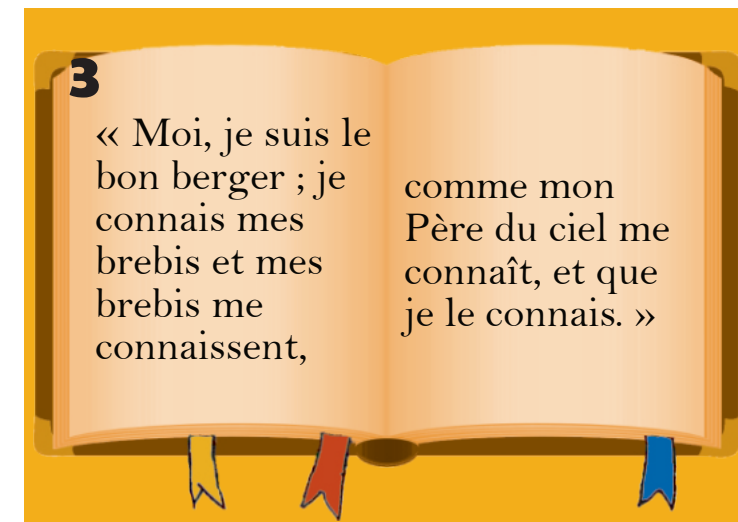 3
« Moi, je suis le
bon berger ; je
connais mes
brebis et mes
brebis me
connaissent,
comme mon
Père du ciel me
connaît, et que
je le connais. »